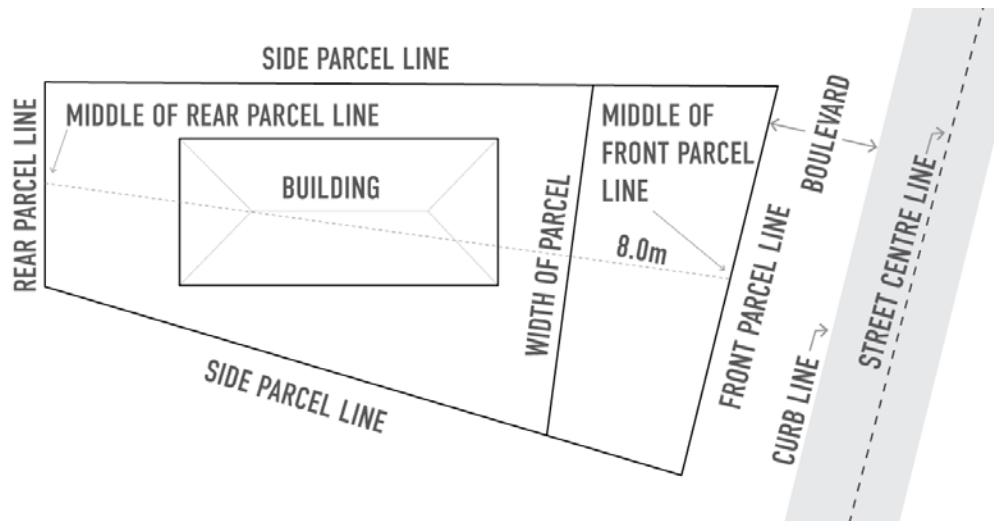 SIDE PARCEL LINE
MIDDLE OF REAR PARCEL LINE
REAR PARCEL LINE
BUILDING
MIDDLE OF
FRONT PARCEL
LINE
WIDTH OF PARCEL
8.0m
SIDE PARCEL LINE
FRONT PARCEL LINE
BOULEVARD
CURB LINE
STREET CENTRE LINE